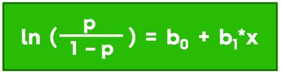 ln ( p / 1 - p ) = b₀ + b₁*x